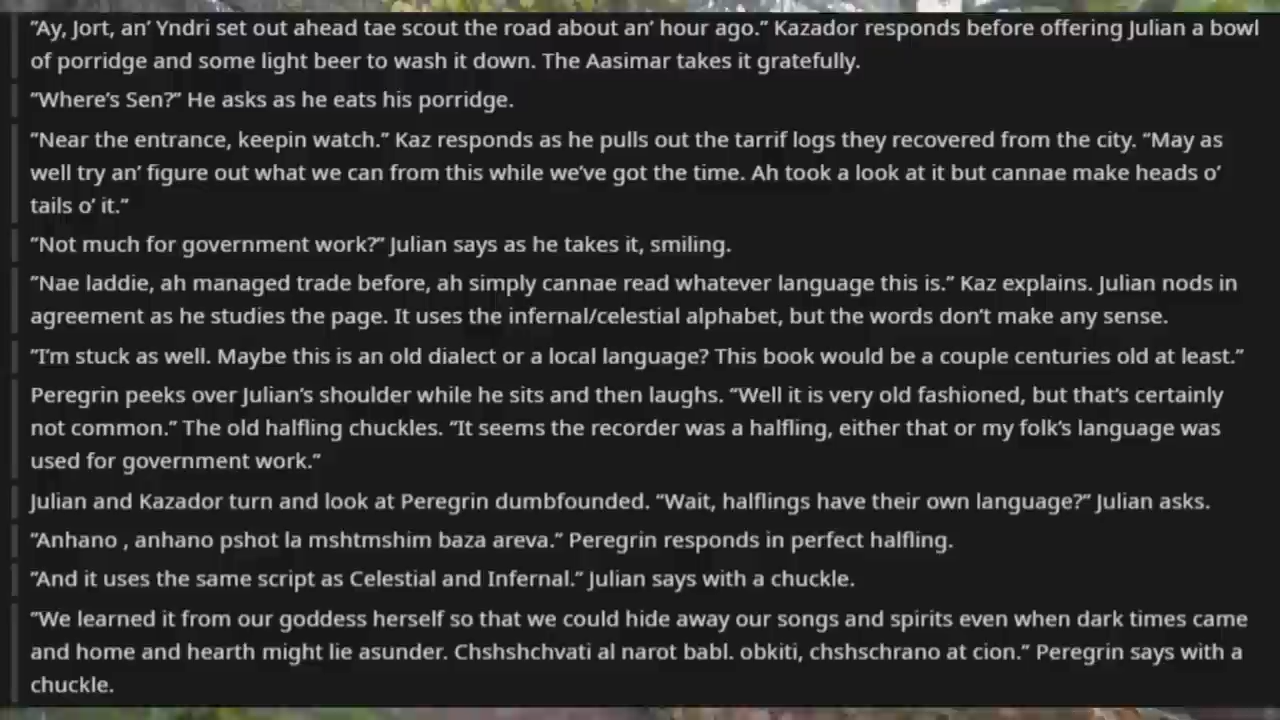 “Ay, Jort, an’ Yndri set out ahead tae scout the road about an’ hour ago.” Kazador responds before offering Julian a bowl
of porridge and some light beer to wash it down. The Aasimar takes it gratefully.
“Where’s Sen?” He asks as he eats his porridge.
“Near the entrance, keepin watch.” Kaz responds as he pulls out the tarrif logs they recovered from the city. “May as
well try an’ figure out what we can from this while we’ve got the time. Ah took a look at it but cannae make heads o’
tails o’ it.”
“Not much for government work?” Julian says as he takes it, smiling.
“Nae laddie, ah managed trade before, ah simply cannae read whatever language this is.” Kaz explains. Julian nods in
agreement as he studies the page. It uses the infernal/celestial alphabet, but the words don’t make any sense.
“I’m stuck as well. Maybe this is an old dialect or a local language? This book would be a couple centuries old at least.”
Peregrin peeks over Julian’s shoulder while he sits and then laughs. “Well it is very old fashioned, but that’s certainly
not common.” The old halfling chuckles. “It seems the recorder was a halfling, either that or my folk’s language was
used for government work.”
Julian and Kazador turn and look at Peregrin dumbfounded. “Wait, halflings have their own language?” Julian asks.
“Anhano , anhano pshot la mshtmshim baza areva.” Peregrin responds in perfect halfling.
“And it uses the same script as Celestial and Infernal.” Julian says with a chuckle.
“We learned it from our goddess herself so that we could hide away our songs and spirits even when dark times came
and home and hearth might lie asunder. Chshshchvati al narot babl. obkiti, chshschrano at cion.” Peregrin says with a
chuckle.